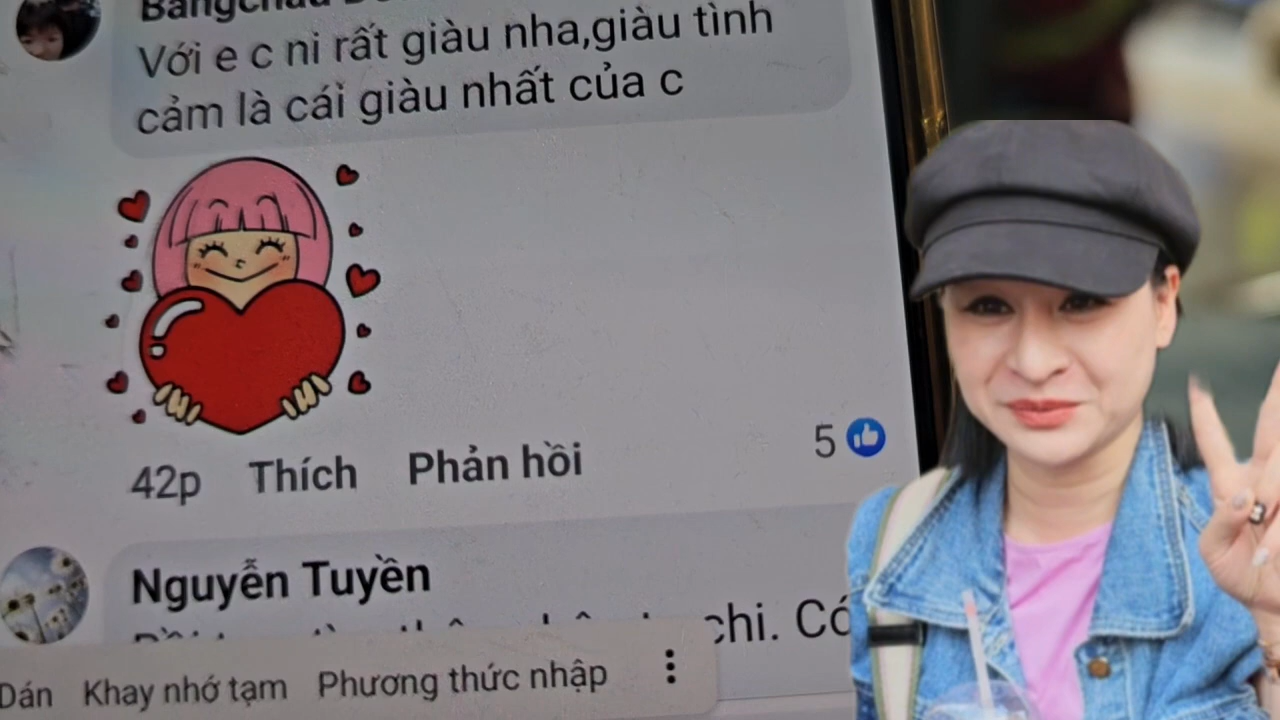 Với e c ni rất giàu nha,giàu tình
cảm là cái giàu nhất của c
42p Thích Phản hồi 5
Nguyễn Tuyền
chi. Có
Dán Khay nhớ tạm Phương thức nhập